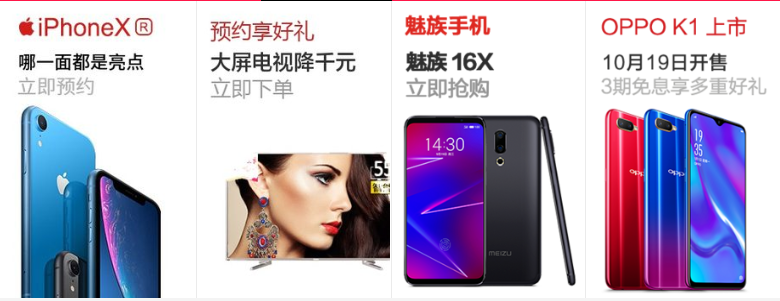 iPhoneX R
哪一面都是亮点
立即预约
预约享好礼
大屏电视降千元
立即下单
55
魅族手机
魅族 16X
立即抢购
14:30
MEIZU
OPPO K1 上市
10月19日开售
3期免息享多重好礼
19
35